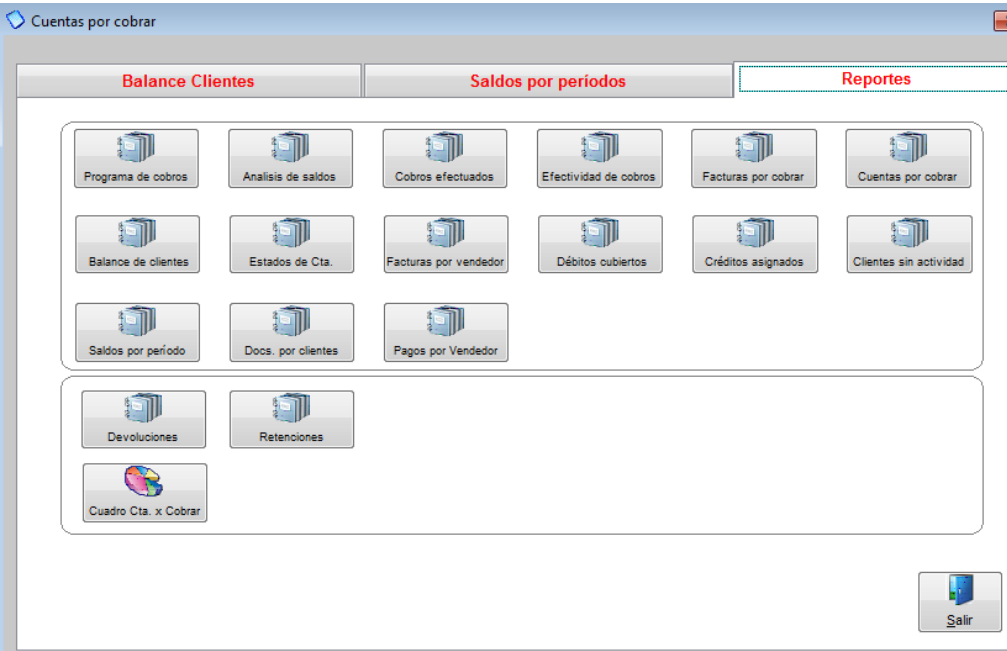 Cuentas por cobrar
Balance Clientes
Saldos por períodos
Reportes
Programa de cobros
Analisis de saldos
Cobros efectuados
Efectividad de cobros
Facturas por cobrar
Cuentas por cobrar
Balance de clientes
Estados de Cta.
Facturas por vendedor
Débitos cubiertos
Créditos asignados
Clientes sin actividad
Saldos por período
Docs. por clientes
Pagos por Vendedor
Devoluciones
Retenciones
Cuadro Cta. x Cobrar
Salir